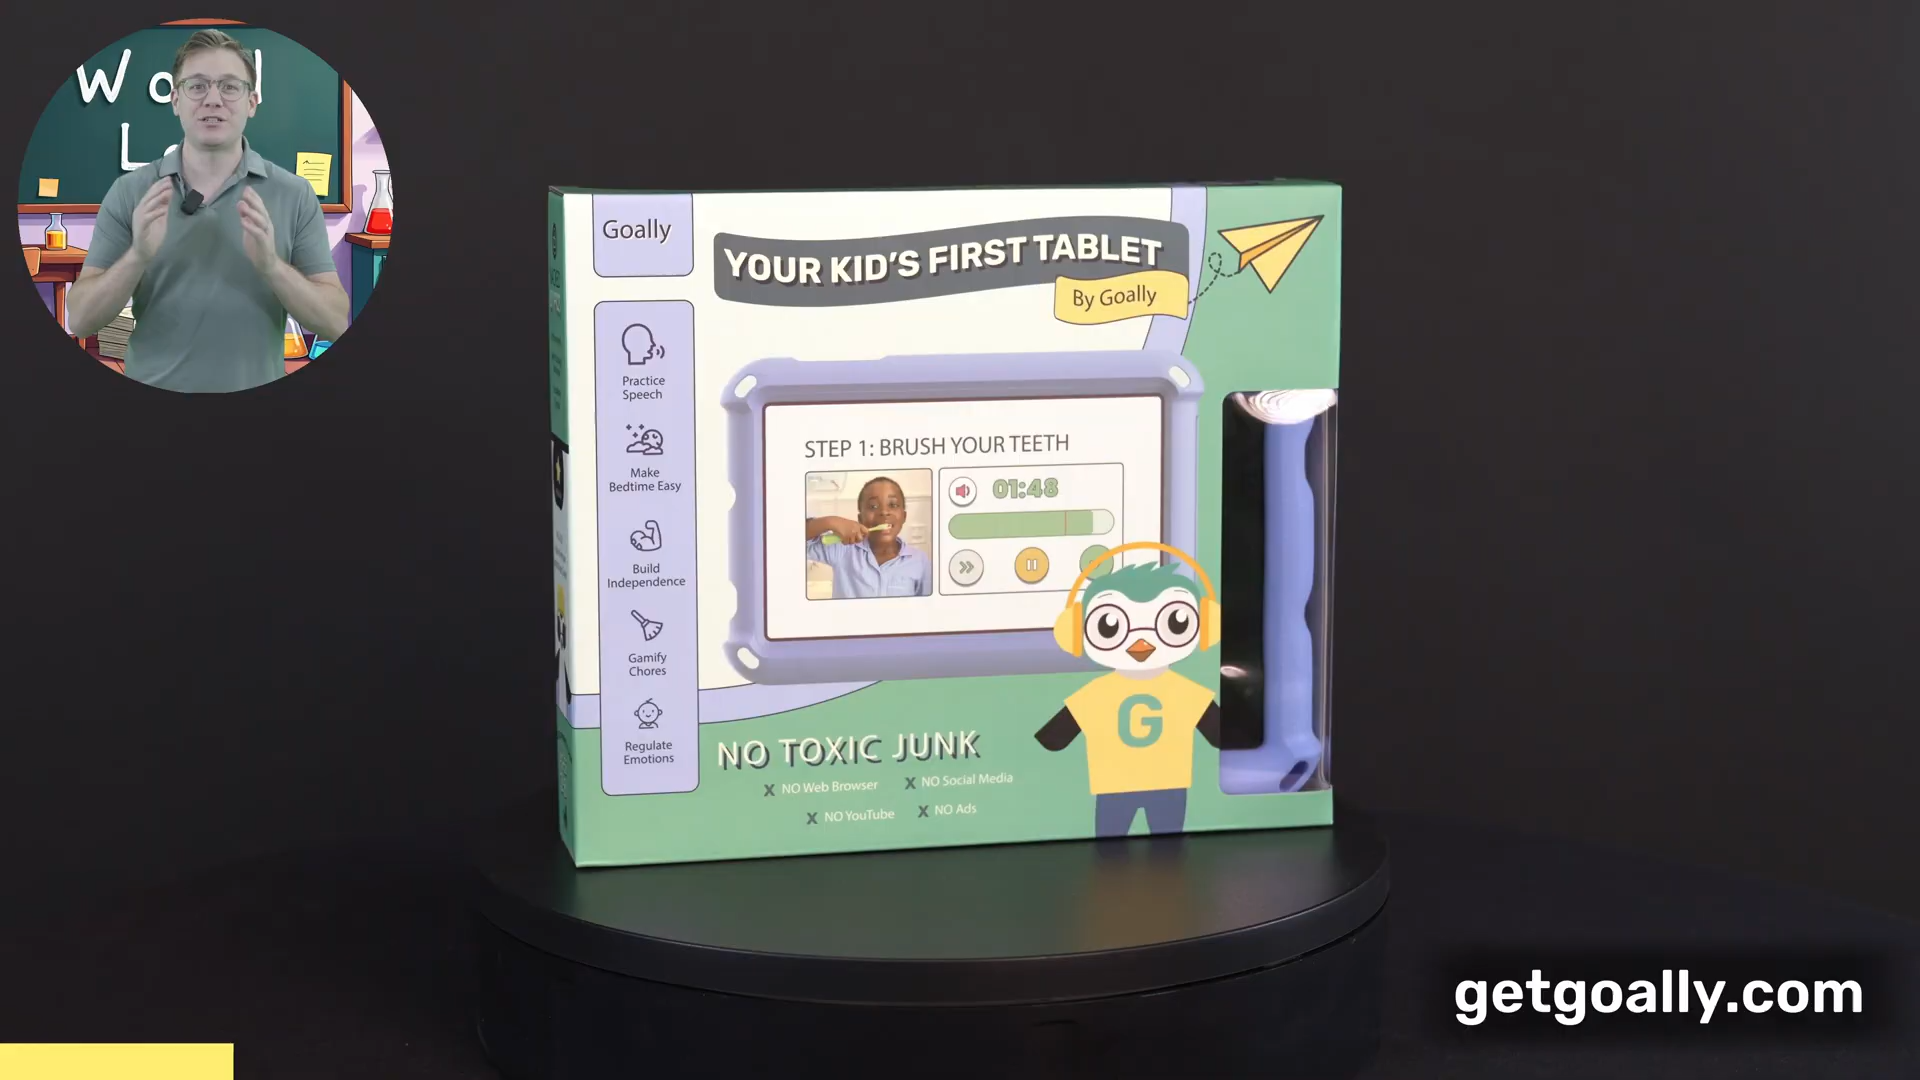 Goally
YOUR KID'S FIRST TABLET
By Goally
Practice
Speech
Make
Bedtime Easy
Build
Independence
Gamify
Chores
Regulate
Emotions
STEP 1: BRUSH YOUR TEETH
01:48
G
NO TOXIC JUNK
X NO Web Browser
X NO Social Media
X NO YouTube
X NO Ads
getgoally.com